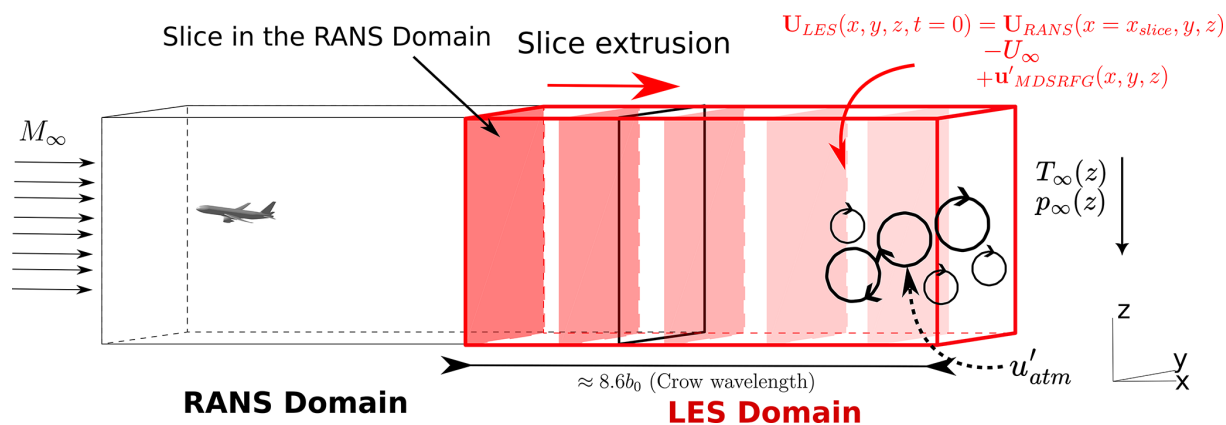 Slice in the RANS Domain
Slice extrusion
U_LES(x, y, z, t = 0) = U_RANS(x = x_slice, y, z)
−U_∞
+u′_MDSRFG(x, y, z)
M_∞
T_∞(z)
p_∞(z)
z
y
x
u′_atm
≈ 8.6b_0 (Crow wavelength)
RANS Domain
LES Domain